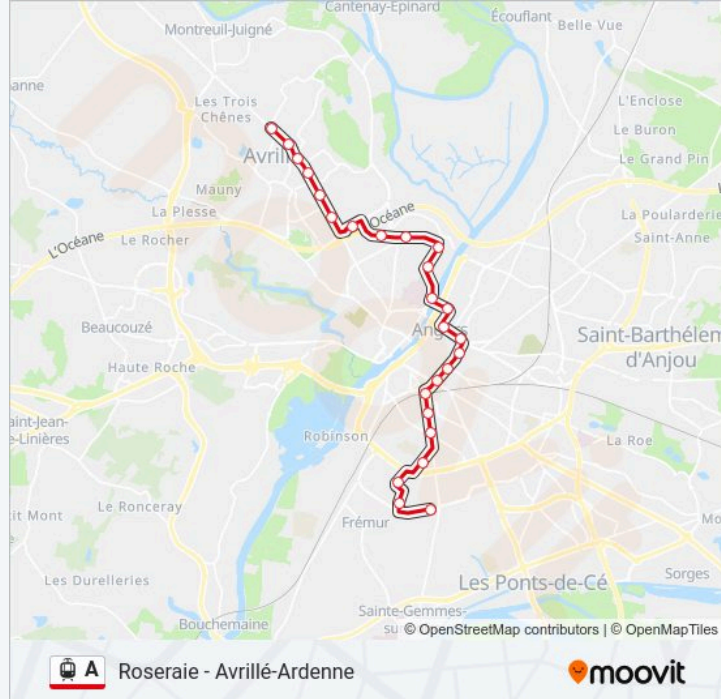 Cantenay-Epinard
Écouflant
Belle Vue
Montreuil-Juigné
anne
Les Trois
Chênes
L'Enclose
Le Buron
Le Grand Pin
Avrill
Mauny
La Plesse
Océane
La Poularderie
Saint-Anne
L'Océane
Le Rocher
Beaucouzé
Angers
Saint-Barthélem
d'Anjou
Haute Roche
aint-Jean-
e-Linières
Robinson
La Roe
Le Ronceray
it Mont
Frémur
Les Durelleries
Les Ponts-de-Cé
Sorges
Bouchemaine
Sainte-Gemmes-
su
© OpenStreetMap contributors | © OpenMapTiles
A Roseraie - Avrillé-Ardenne
moovit